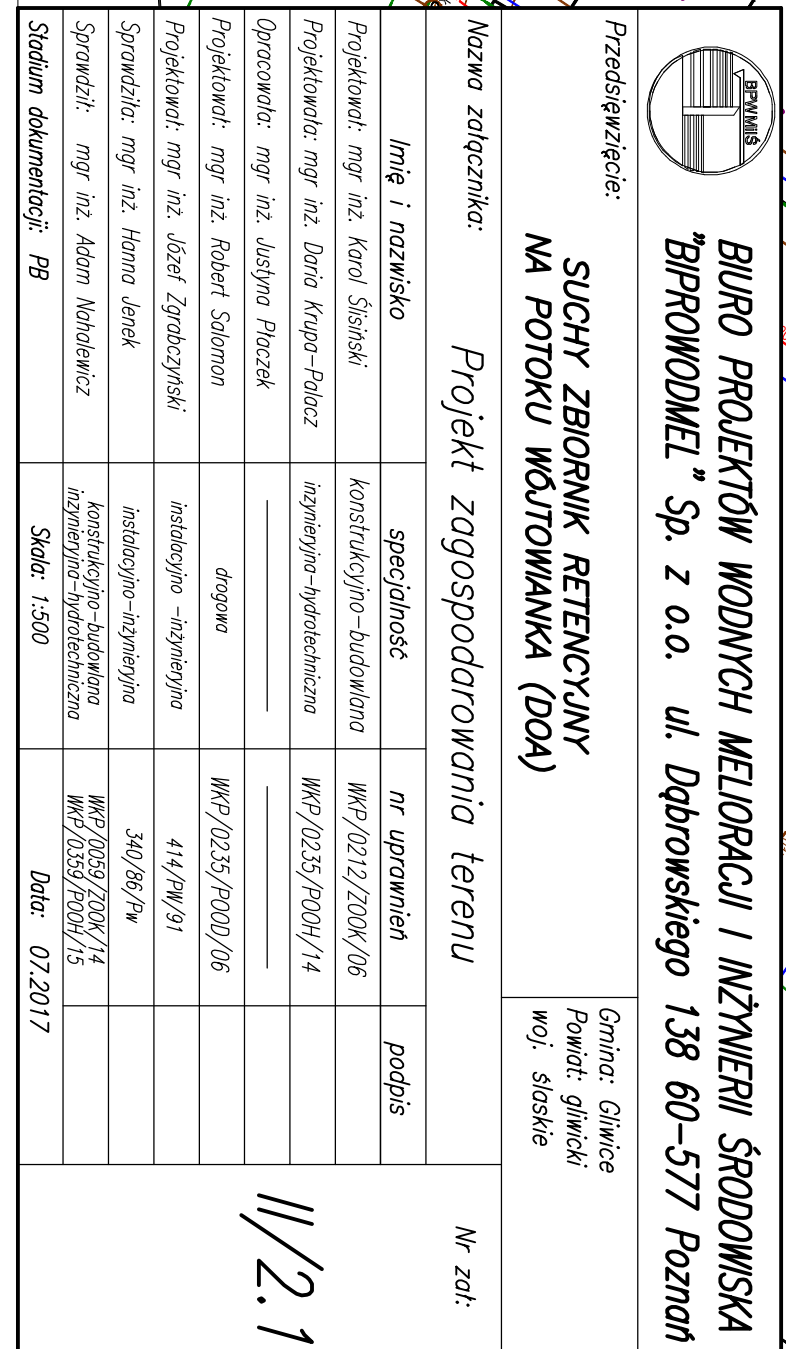 BPWMiIŚ
BIURO PROJEKTÓW WODNYCH MELIORACJI I INŻYNIERII ŚRODOWISKA
"BIPROWODMEL" Sp. z o.o. ul. Dąbrowskiego 138 60-577 Poznań
Przedsięwzięcie:
SUCHY ZBIORNIK RETENCYJNY
NA POTOKU WÓJTOWIANKA (DOA)
Gmina: Gliwice
Powiat: gliwicki
woj. ślaskie
Nazwa załącznika:
Projekt zagospodarowania terenu
Nr zał:
II/2.1
Imię i nazwisko specjalność nr uprawnień podpis
Projektował: mgr inż. Karol Ślisiński konstrukcyjno-budowlana WKP/0212/ZOOK/06
Projektowała: mgr inż. Daria Krupa-Palacz inzynieryjna-hydrotechniczna WKP/0235/POOH/14
Opracowała: mgr inż. Justyna Płaczek
Projektował: mgr inż. Robert Salomon drogowa WKP/0235/POOD/06
Projektował: mgr inż. Józef Zgrabczyński instalacyjno -inżynieryjna 414/PW/91
Sprawdziła: mgr inż. Hanna Jenek instalacyjno-inżynieryjna 340/86/Pw
Sprawdził: mgr inż. Adam Nahalewicz konstrukcyjno-budowlana WKP/0059/ZOOK/14
inzynieryjna-hydrotechniczna WKP/0359/POOH/15
Stadium dokumentacji: PB Skala: 1:500 Data: 07.2017